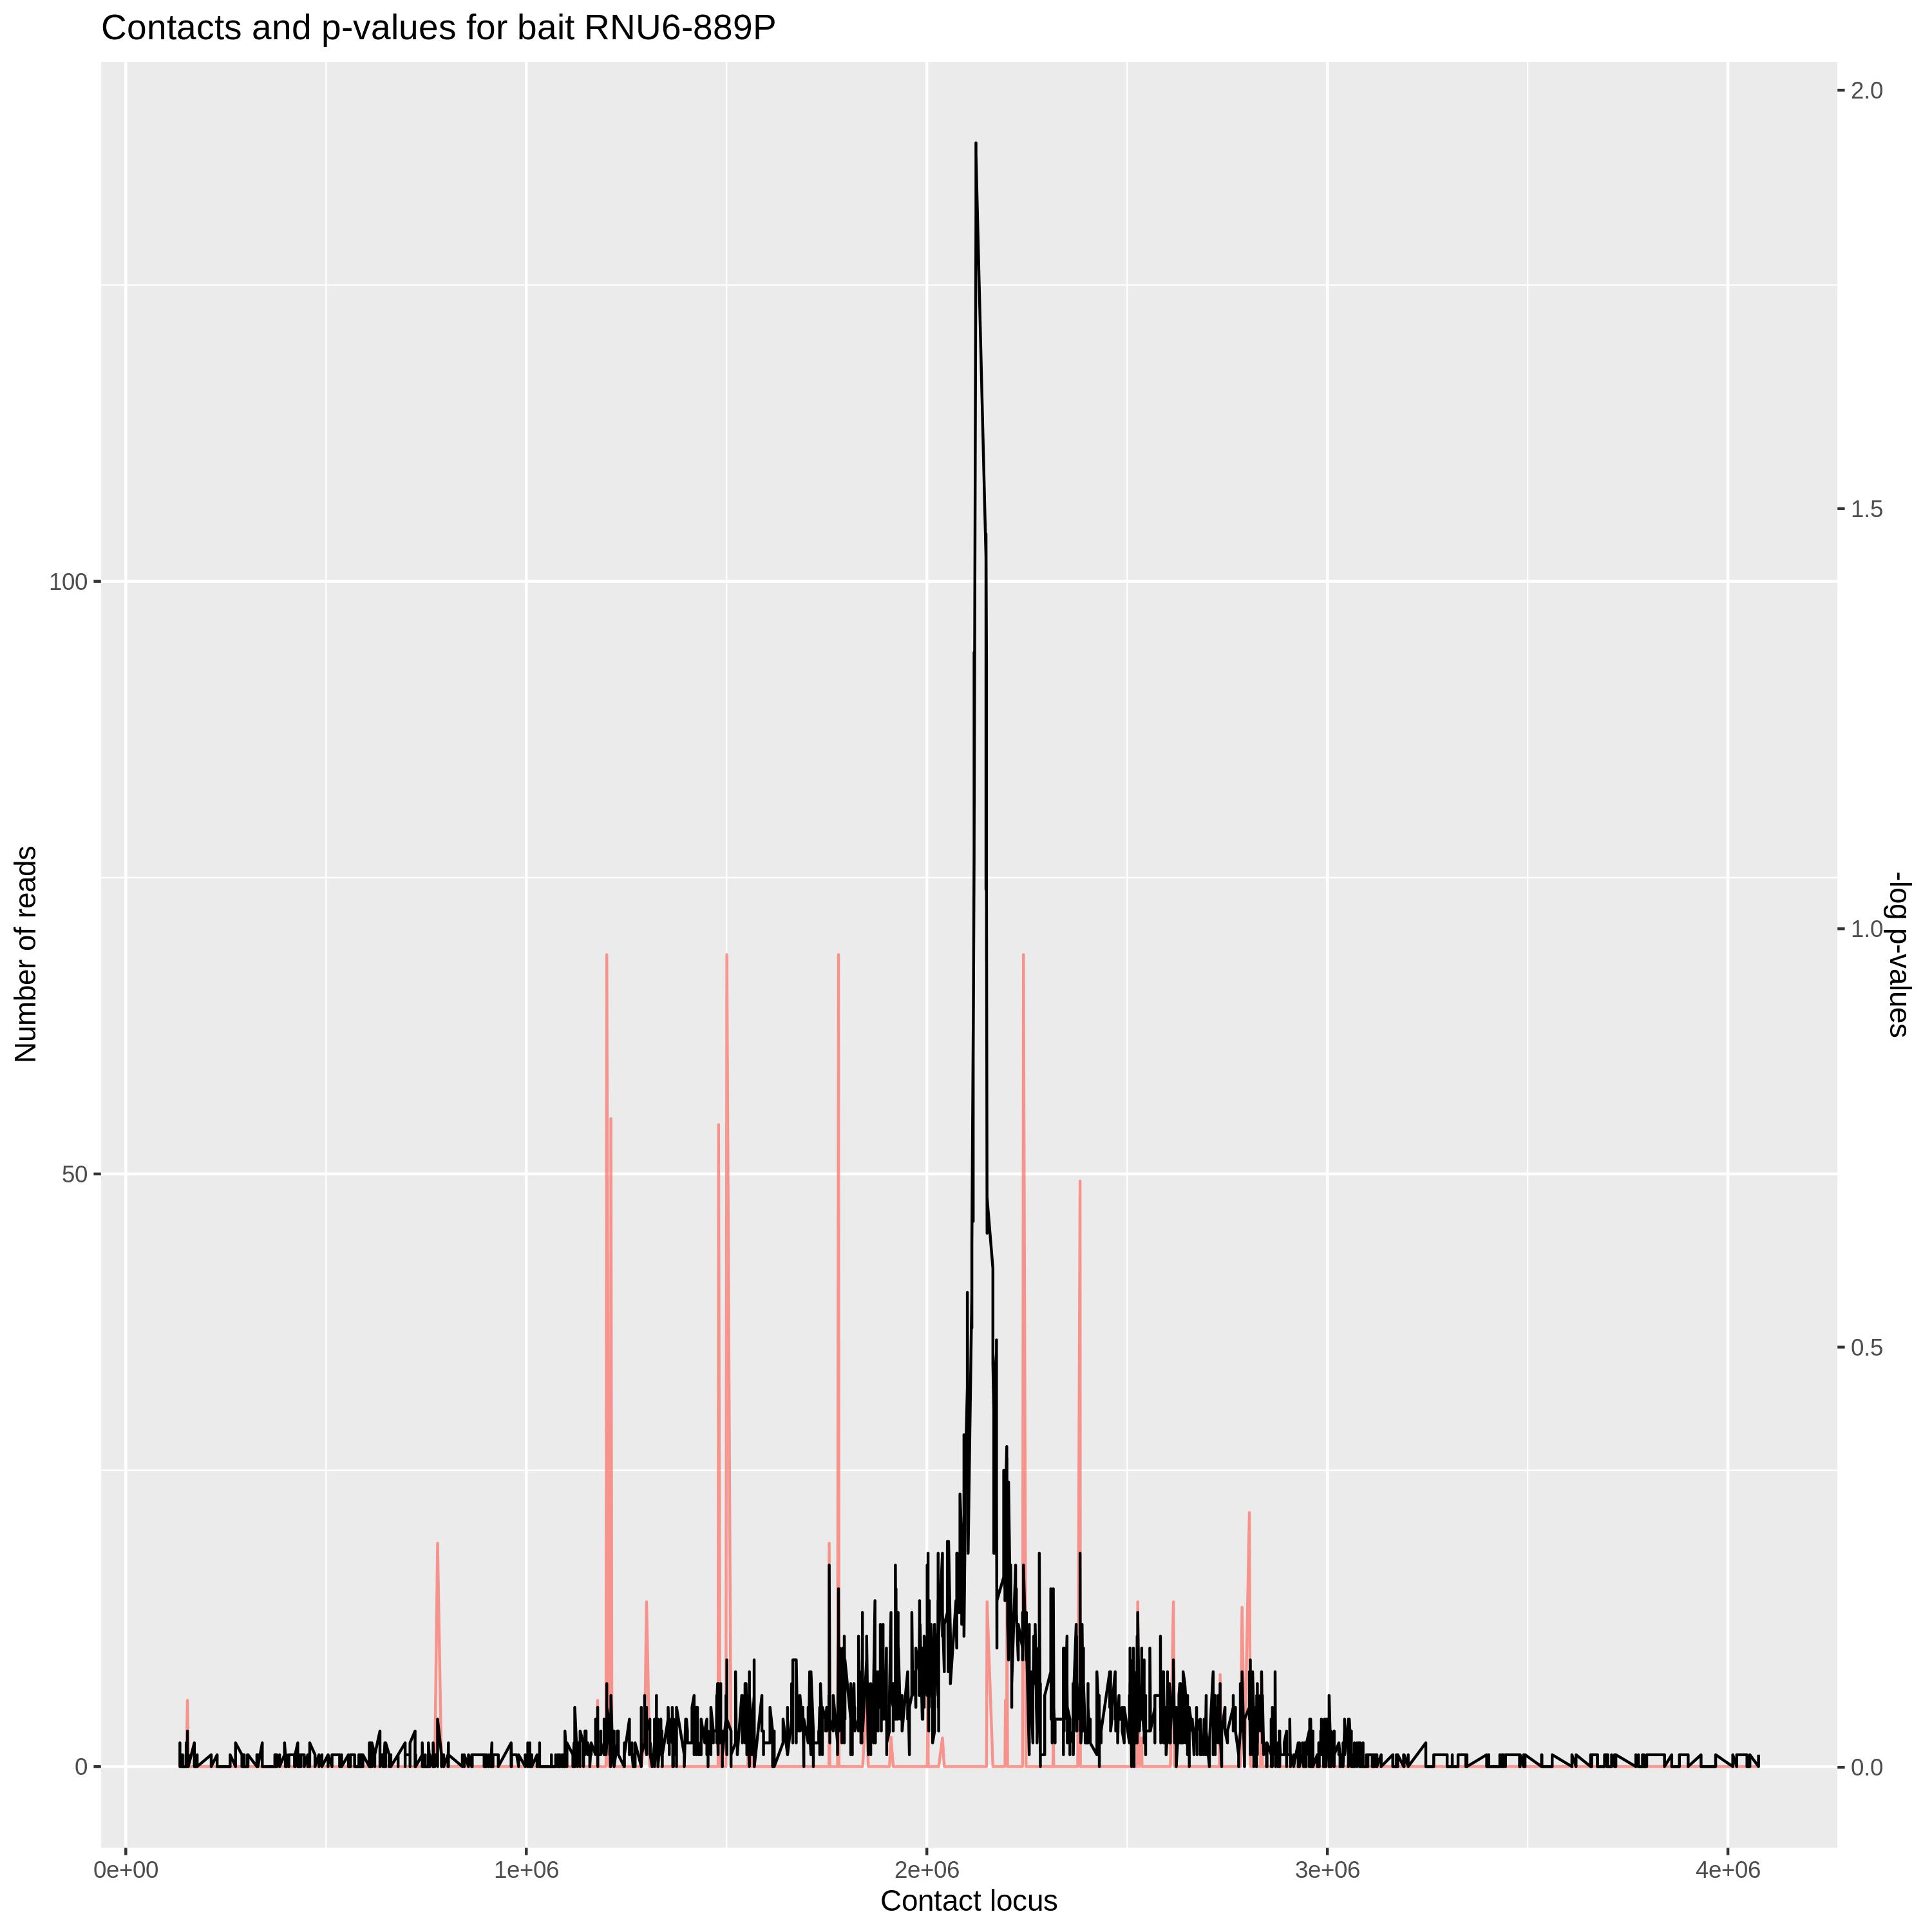 Contacts and p-values for bait RNU6-889P
Number of reads
100
50
0
2.0
1.5
1.0
0.5
0.0
-log p-values
0e+00 1e+06 2e+06 3e+06 4e+06
Contact locus